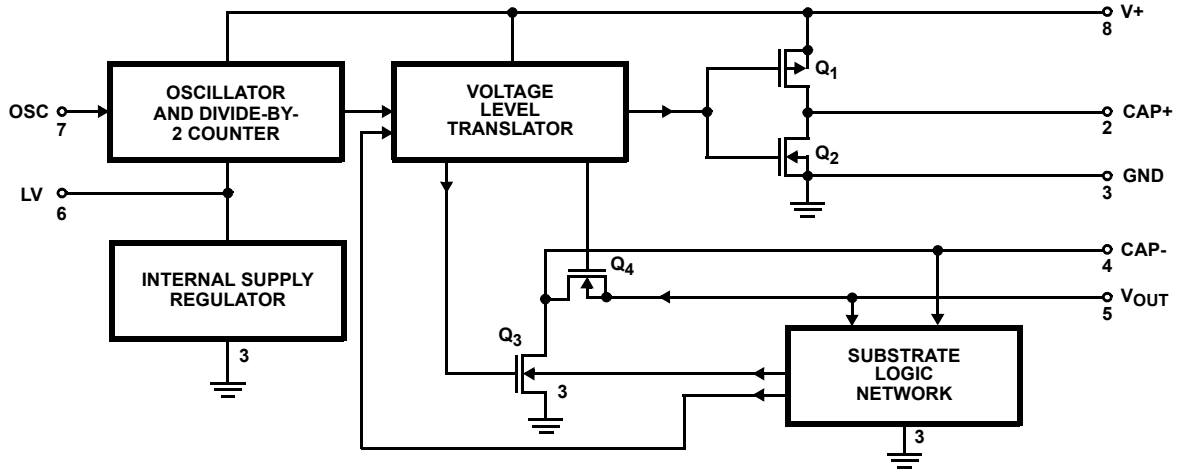 V+
8
OSCILLATOR
AND DIVIDE-BY-
2 COUNTER
VOLTAGE
LEVEL
TRANSLATOR
Q1
OSC
7
CAP+
2
Q2
GND
3
LV
6
INTERNAL SUPPLY
REGULATOR
3
CAP-
4
Q4
VOUT
5
Q3
3
SUBSTRATE
LOGIC
NETWORK
3